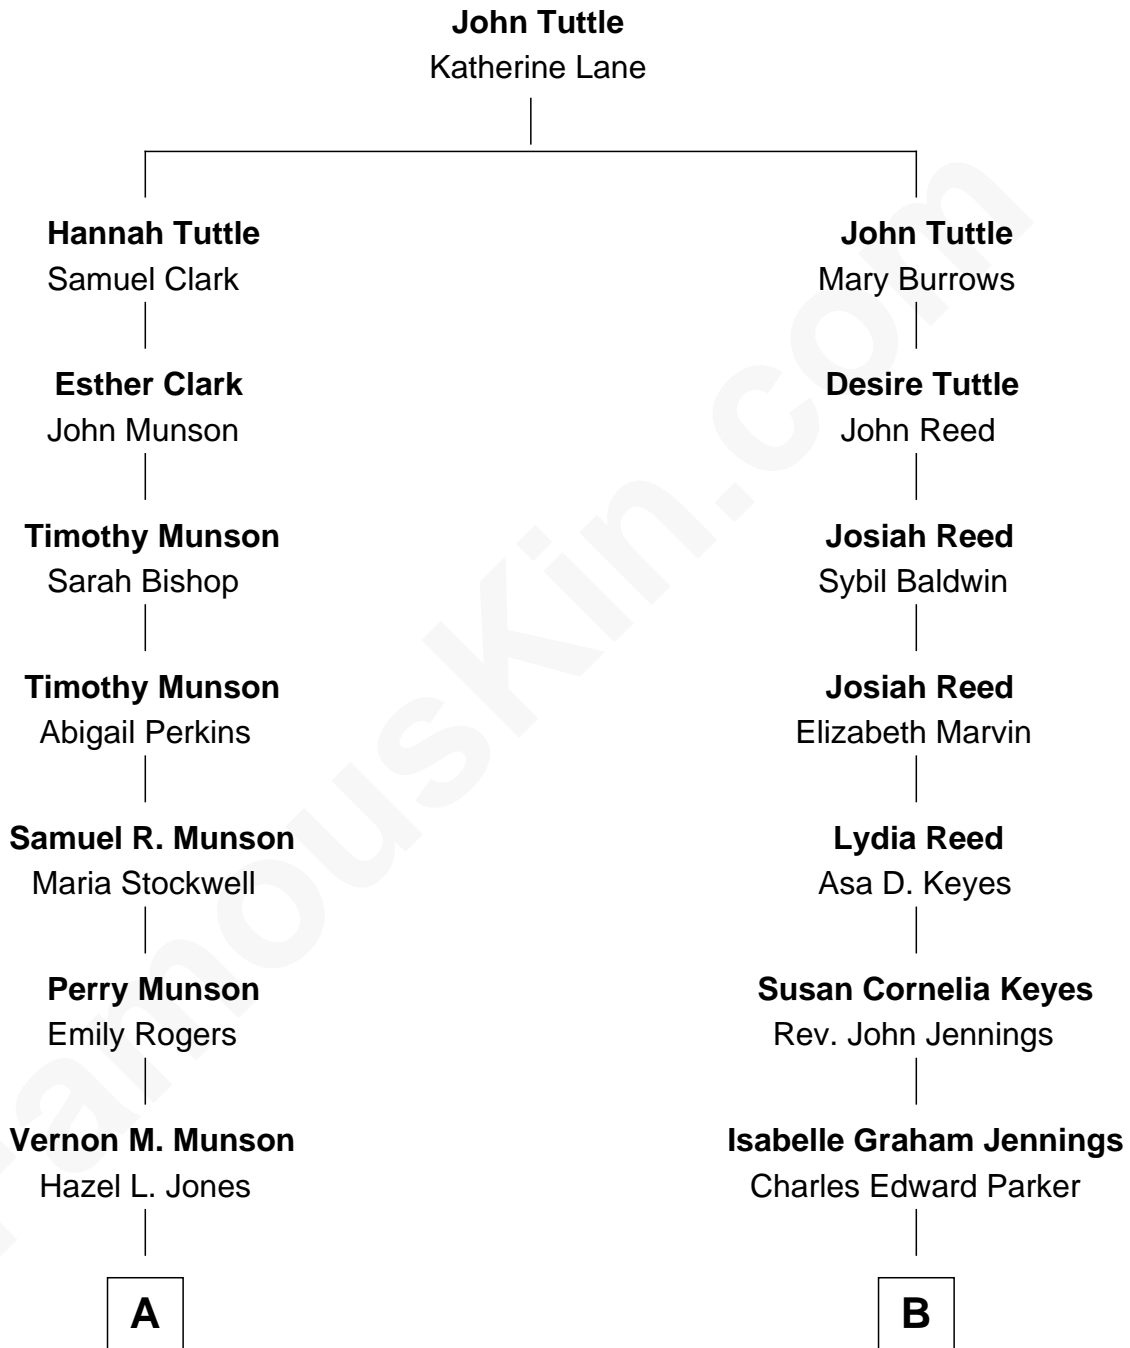 John Tuttle
Katherine Lane
Hannah Tuttle
Samuel Clark
John Tuttle
Mary Burrows
Esther Clark
John Munson
Desire Tuttle
John Reed
Timothy Munson
Sarah Bishop
Josiah Reed
Sybil Baldwin
Timothy Munson
Abigail Perkins
Josiah Reed
Elizabeth Marvin
Samuel R. Munson
Maria Stockwell
Lydia Reed
Asa D. Keyes
Perry Munson
Emily Rogers
Susan Cornelia Keyes
Rev. John Jennings
Vernon M. Munson
Hazel L. Jones
Isabelle Graham Jennings
Charles Edward Parker
A
B
FamousKin.com